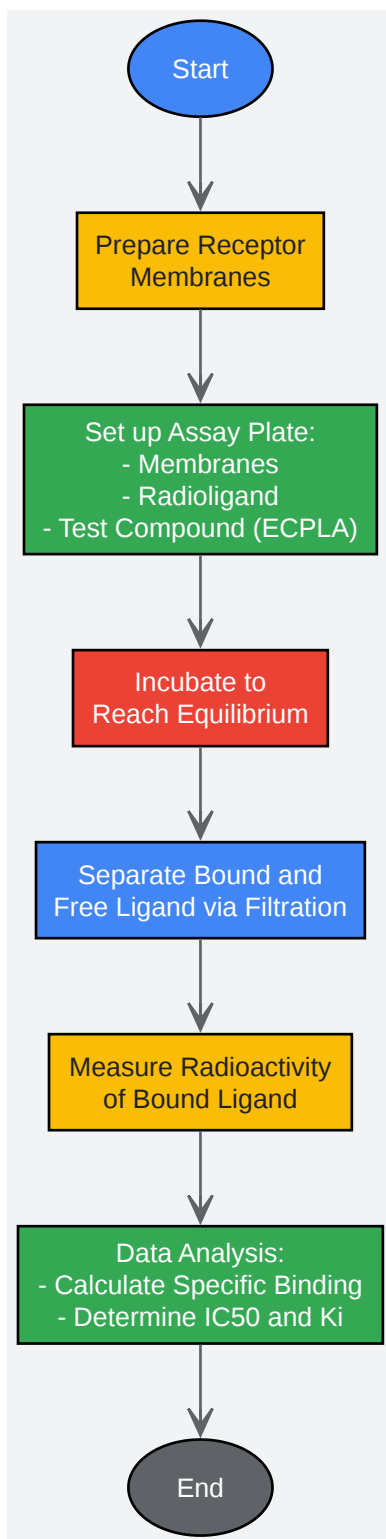 Start
Prepare Receptor
Membranes
Set up Assay Plate:
- Membranes
- Radioligand
- Test Compound (ECPLA)
Incubate to
Reach Equilibrium
Separate Bound and
Free Ligand via Filtration
Measure Radioactivity
of Bound Ligand
Data Analysis:
- Calculate Specific Binding
- Determine IC50 and Ki
End